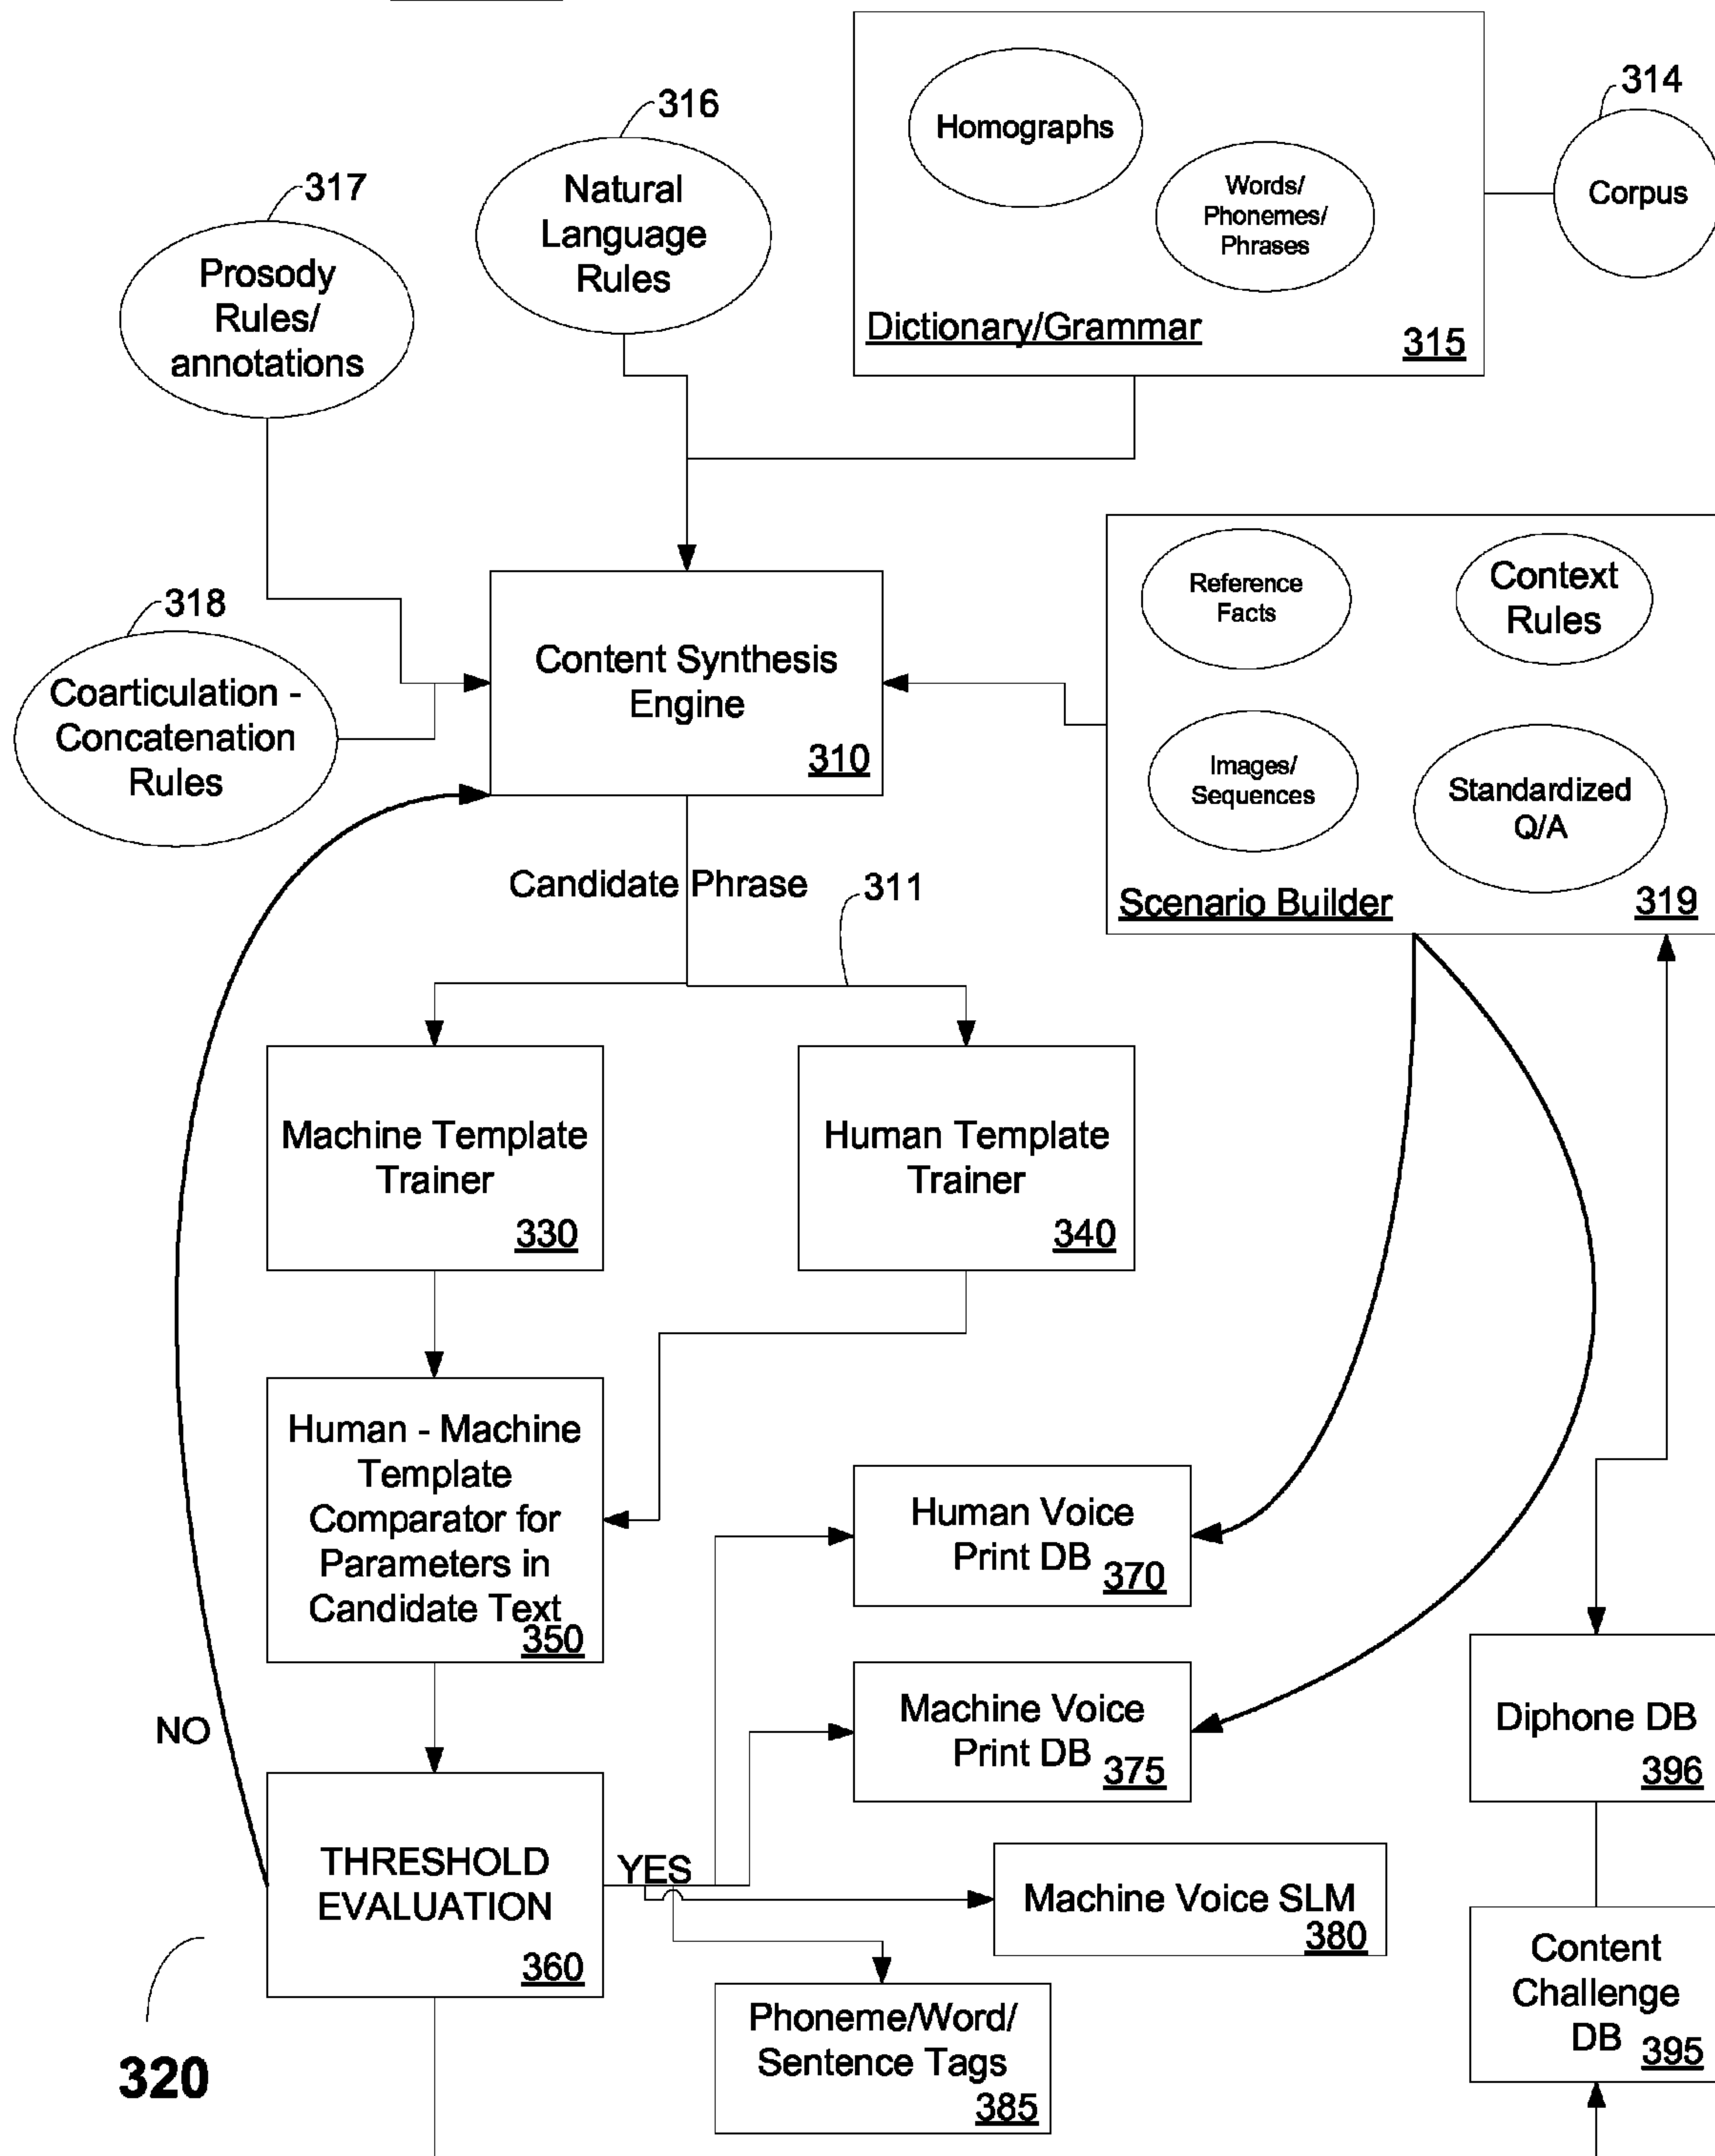 314
316
Homographs
317
Natural
Language
Rules
Words/
Phonemes/
Phrases
Corpus
Prosody
Rules/
annotations
Dictionary/Grammar
315
318
Reference
Facts
Context
Rules
Content Synthesis
Engine
310
Coarticulation -
Concatenation
Rules
Images/
Sequences
Standardized
Q/A
Candidate Phrase
311
Scenario Builder
319
Machine Template
Trainer
330
Human Template
Trainer
340
Human - Machine
Template
Comparator for
Parameters in
Candidate Text
350
Human Voice
Print DB
370
NO
Machine Voice
Print DB
375
Diphone DB
396
THRESHOLD
EVALUATION
360
YES
Machine Voice SLM
380
Content
Challenge
DB
395
320
Phoneme/Word/
Sentence Tags
385